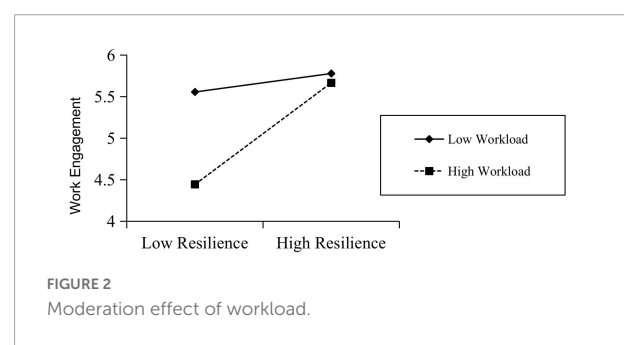 6
5.5
5
4.5
4
Work Engagement
Low Resilience High Resilience
Low Workload
High Workload
FIGURE 2
Moderation effect of workload.